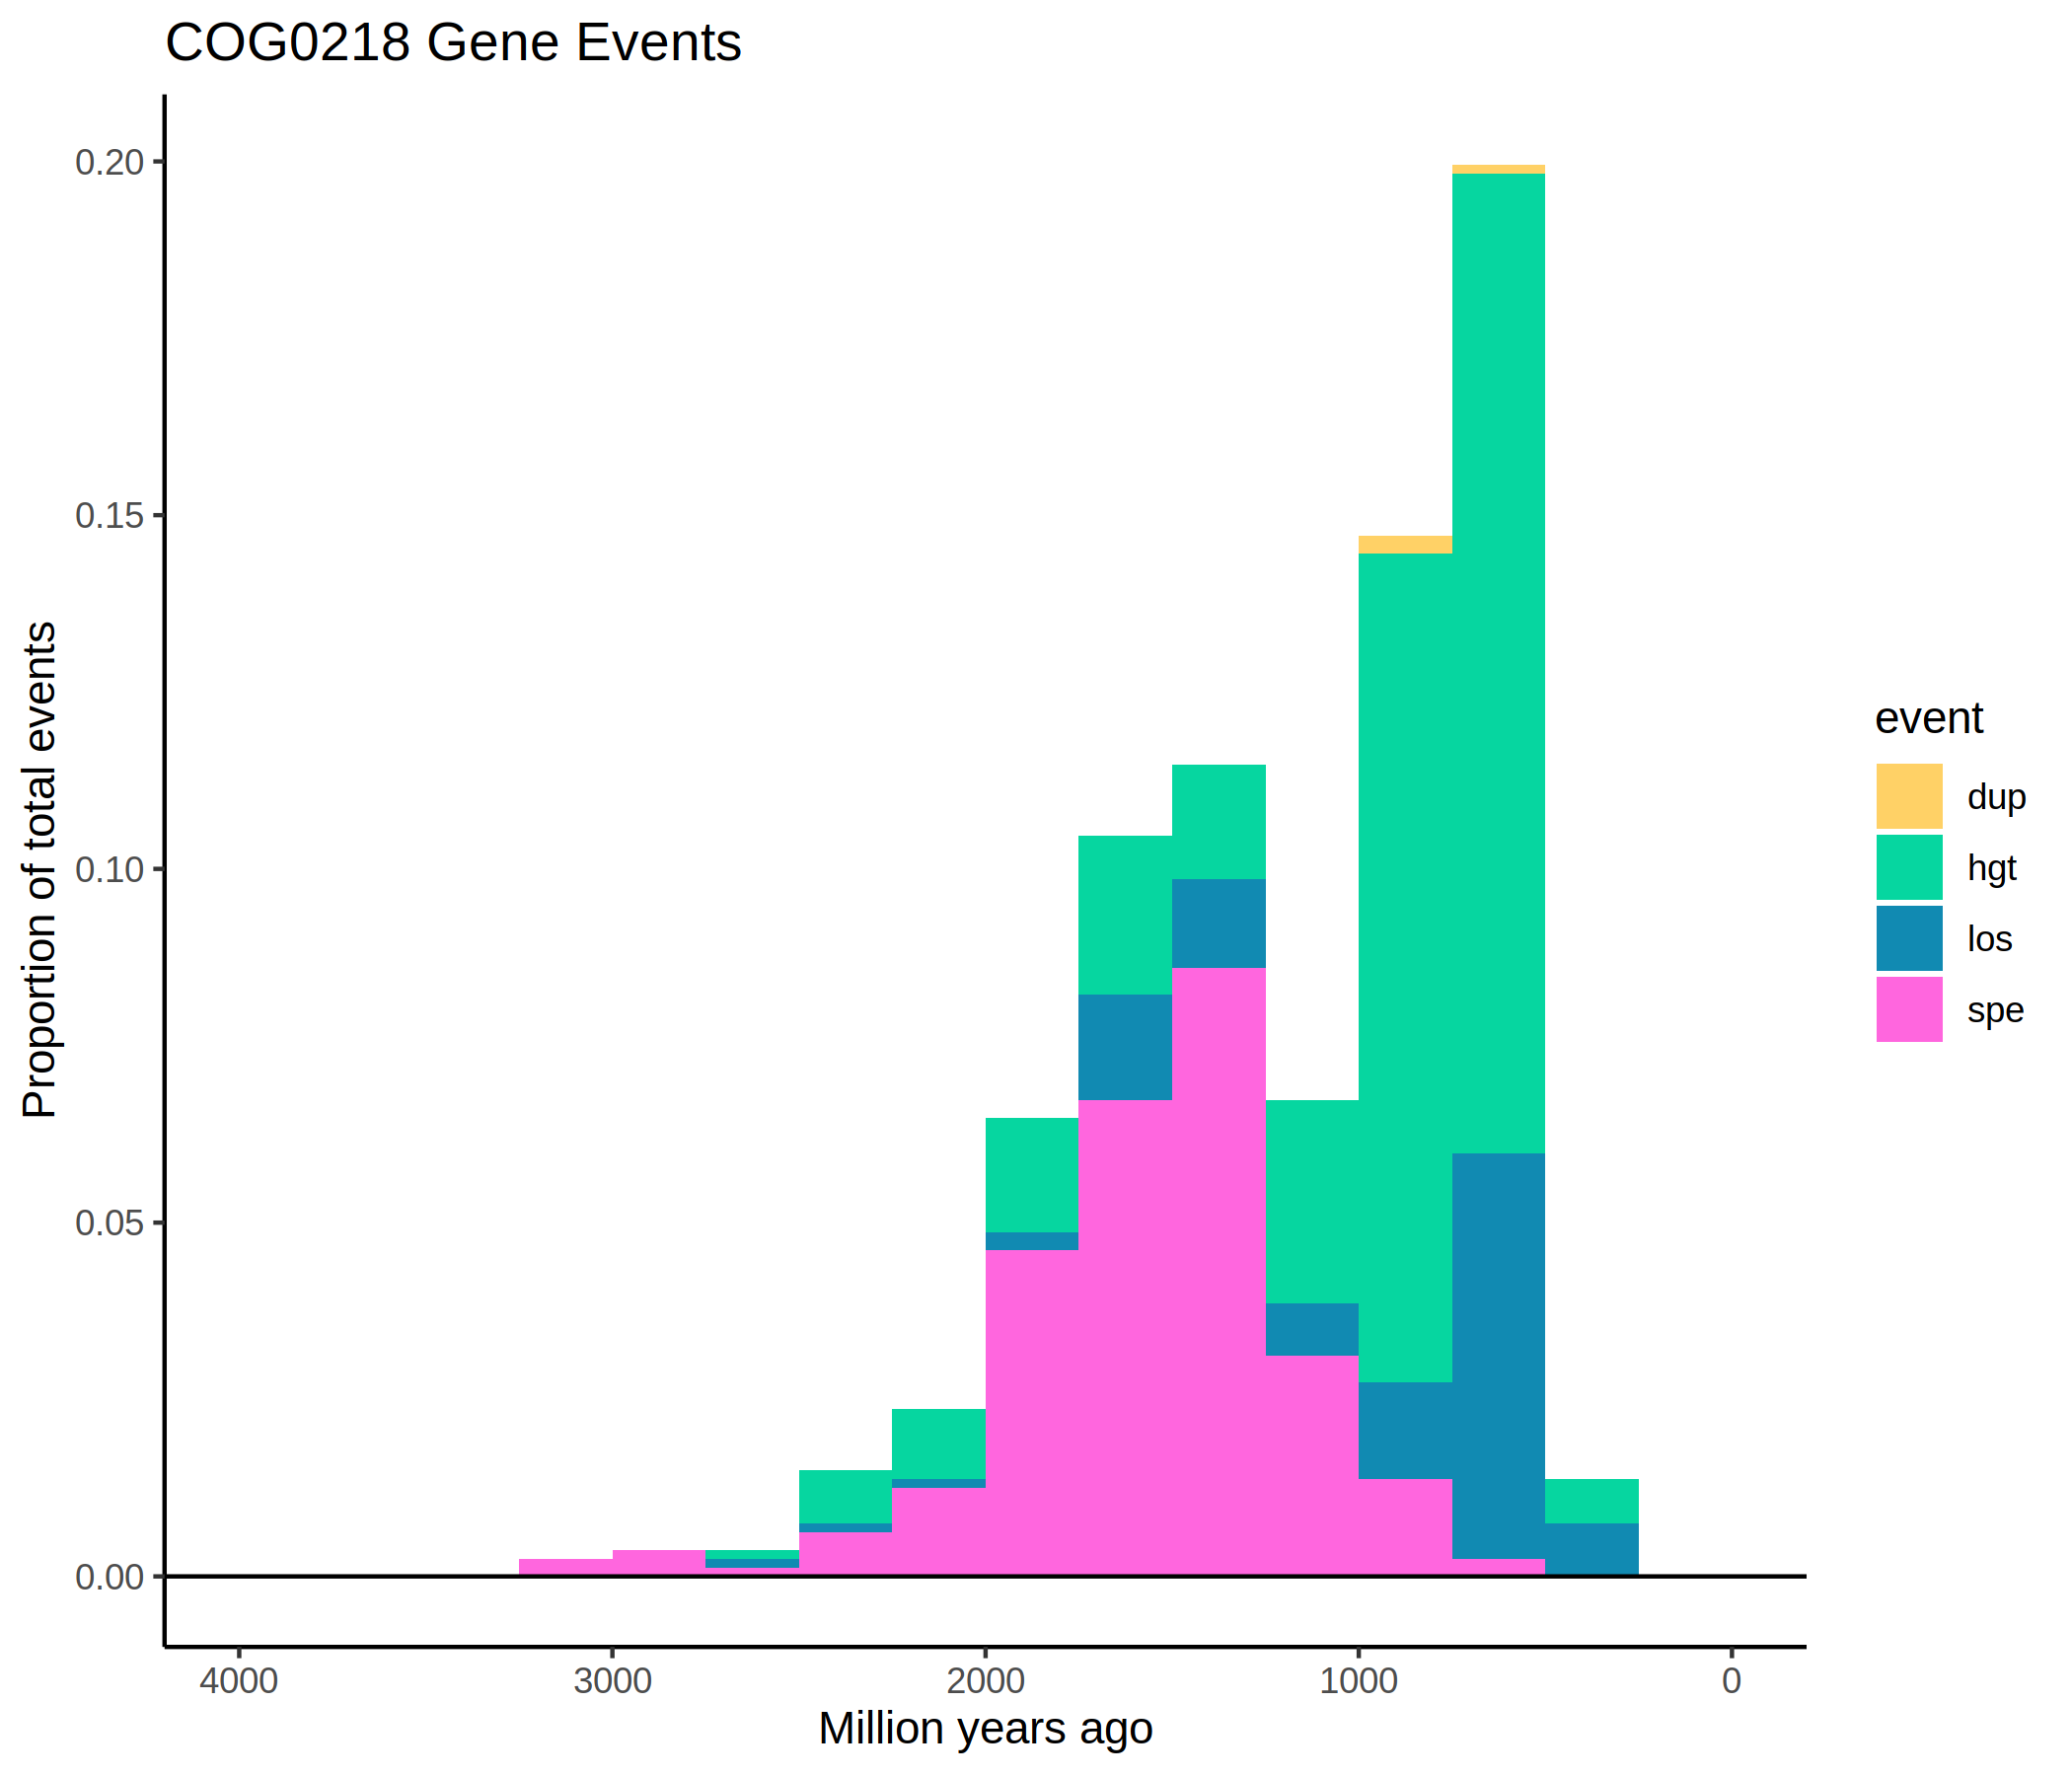 COG0218 Gene Events
Proportion of total events
0.20
0.15
0.10
0.05
0.00
4000 3000 2000 1000 0
Million years ago
event
dup
hgt
los
spe